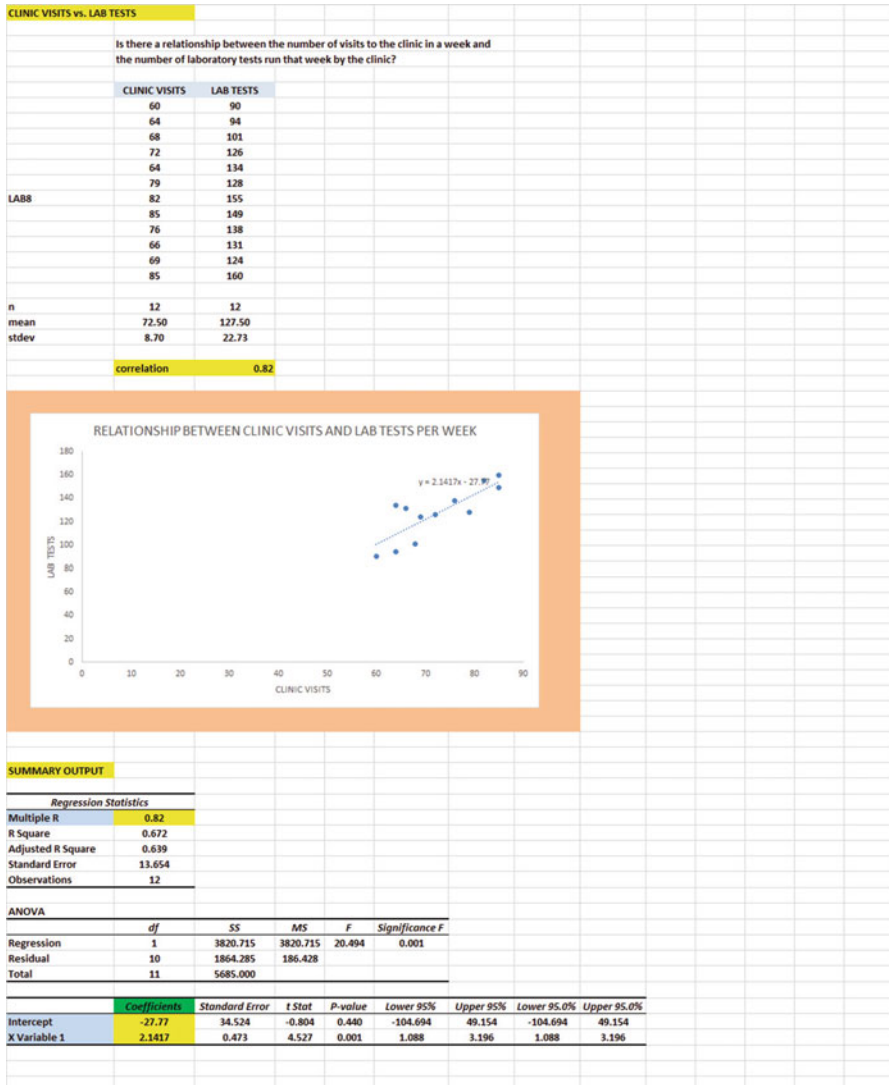 CLINIC VISITS vs. LAB TESTS
Is there a relationship between the number of visits to the clinic in a week and
the number of laboratory tests run that week by the clinic?
CLINIC VISITS LAB TESTS
60 90
64 94
68 101
72 126
64 134
79 128
LAB8 82 155
85 149
76 138
66 131
69 124
85 160
n 12 12
mean 72.50 127.50
stdev 8.70 22.73
correlation 0.82
RELATIONSHIP BETWEEN CLINIC VISITS AND LAB TESTS PER WEEK
180
160
y = 2.1417x - 27.77
140
120
100
80
60
40
20
0
LAB TESTS
0 10 20 30 40 50 60 70 80 90
CLINIC VISITS
SUMMARY OUTPUT
Regression Statistics
Multiple R 0.82
R Square 0.672
Adjusted R Square 0.639
Standard Error 13.654
Observations 12
ANOVA
df SS MS F Significance F
Regression 1 3820.715 3820.715 20.494 0.001
Residual 10 1864.285 186.428
Total 11 5685.000
Coefficients Standard Error t Stat P-value Lower 95% Upper 95% Lower 95.0% Upper 95.0%
Intercept -27.77 34.524 -0.804 0.440 -104.694 49.154 -104.694 49.154
X Variable 1 2.1417 0.473 4.527 0.001 1.088 3.196 1.088 3.196